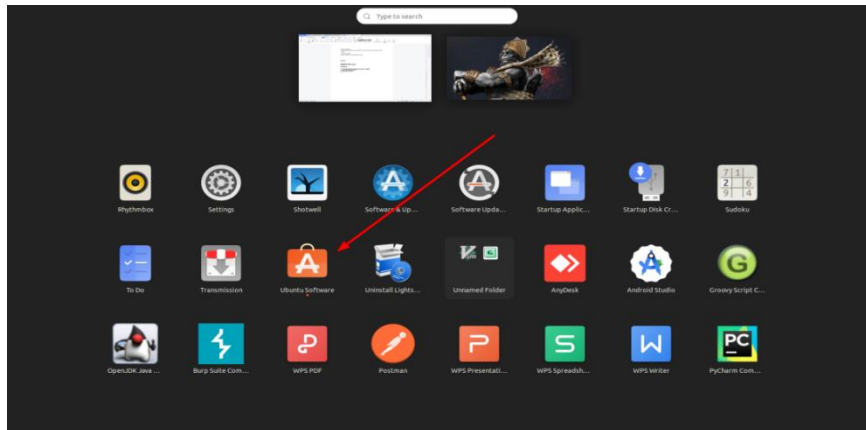 Type to search
Rhythmbox
Settings
Shotwell
Software & Up...
Software Upda...
Startup Applic...
Startup Disk Cr...
Sudoku
To Do
Transmission
Ubuntu Software
Uninstall Lights...
Unnamed Folder
AnyDesk
Android Studio
Groovy Script C...
OpenJDK Java ...
Burp Suite Com...
WPS PDF
Postman
WPS Presentati...
WPS Spreadsh...
WPS Writer
PyCharm Com...